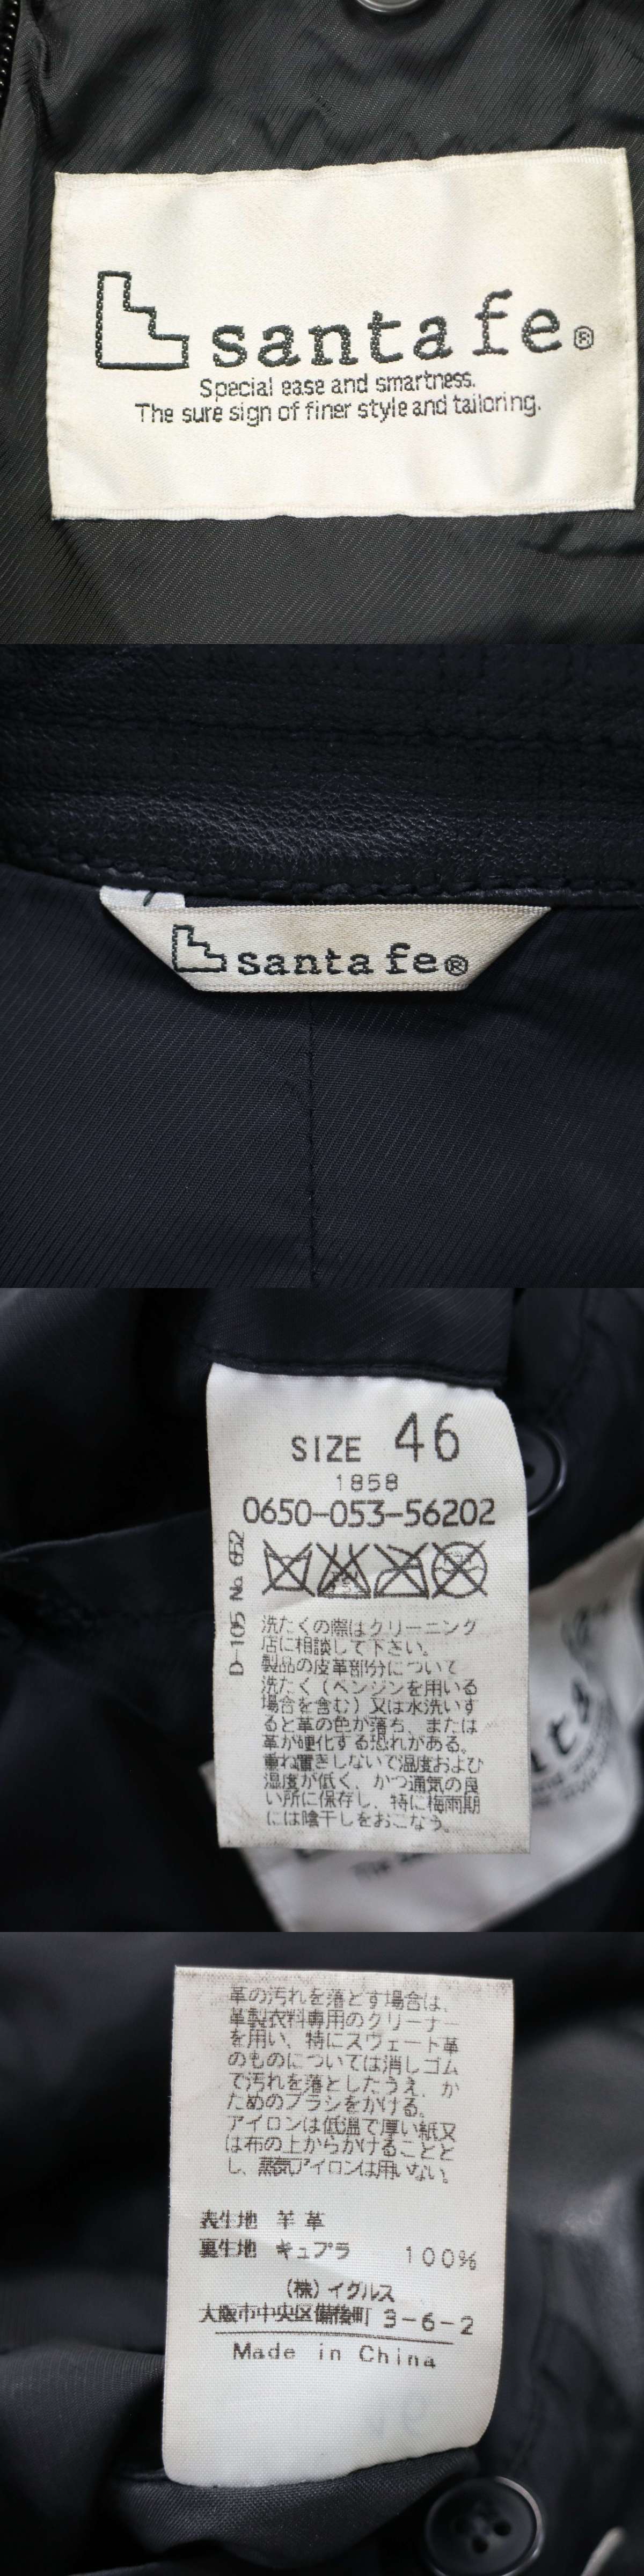 santa fe®
Special ease and smartness.
The sure sign of finer style and tailoring.
santa fe®
SIZE 46
1858
0650-053-56202
D-105 No. 652
洗たくの際はクリーニング
店に相談して下さい。
製品の皮革部分について
洗たく(ベンジンを用いる
場合を含む)又は水洗いす
ると革の色が落ち、または
革が硬化する恐れがある。
重ね置きしないで温度および
湿度が低く、かつ通気の良
い所に保存し、特に梅雨期
には陰干しをおこなう。
革の汚れを落とす場合は、
革製衣料専用のクリーナー
を用い、特にスウェート革
のものについては消しゴム
で汚れを落としたうえ、か
ためのブラシをかける。
アイロンは低温で厚い紙又
は布の上からかけることと
し、蒸気アイロンは用いない。
表生地 羊革
裏生地 キュプラ 100%
(株)イグルス
大阪市中央区備後町 3-6-2
Made in China